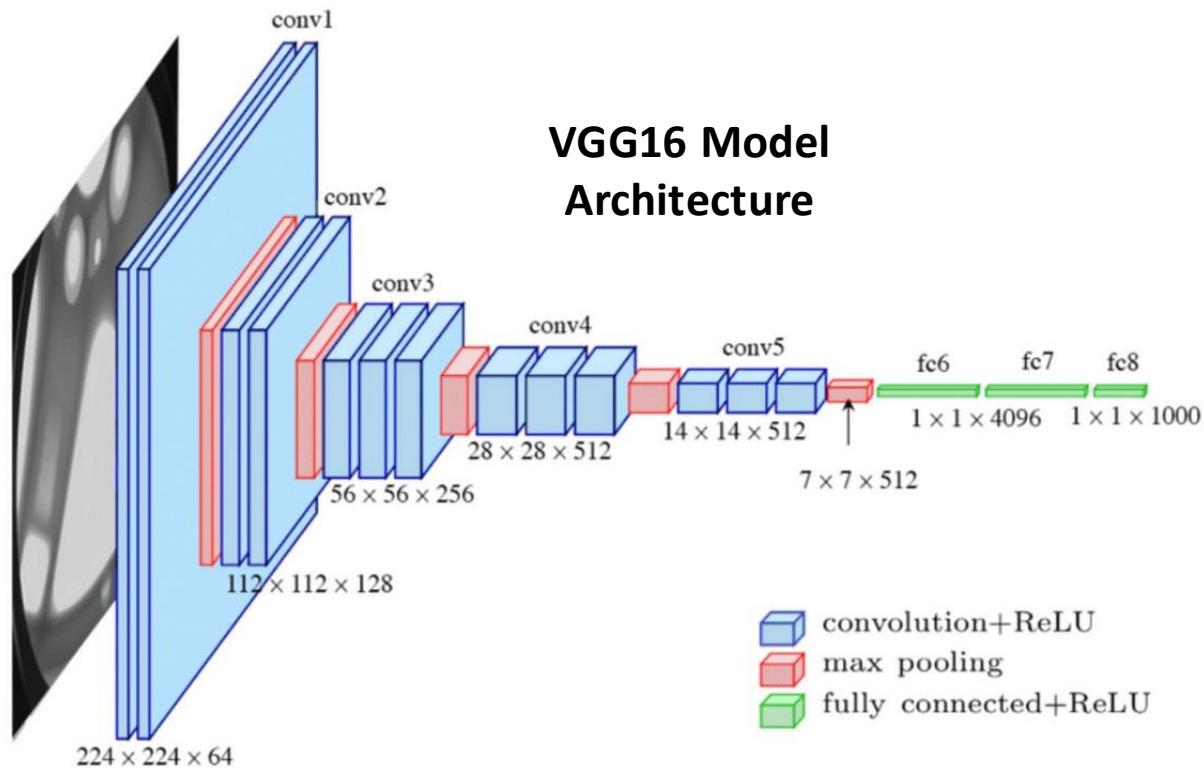 conv1
VGG16 Model
Architecture
conv2
conv3
conv4
conv5
fc6
fc7
fc8
1 × 1 × 4096
1 × 1 × 1000
14 × 14 × 512
28 × 28 × 512
7 × 7 × 512
56 × 56 × 256
112 × 112 × 128
convolution+ReLU
max pooling
fully connected+ReLU
224 × 224 × 64